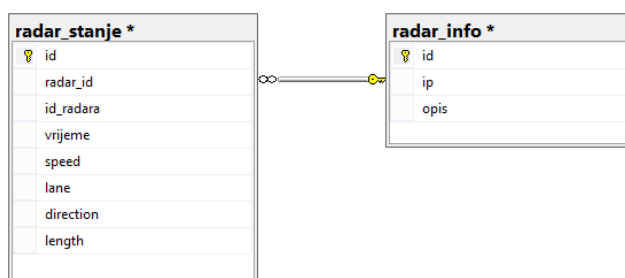 radar_stanje *
id
radar_id
id_radara
vrijeme
speed
lane
direction
length
radar_info *
id
ip
opis